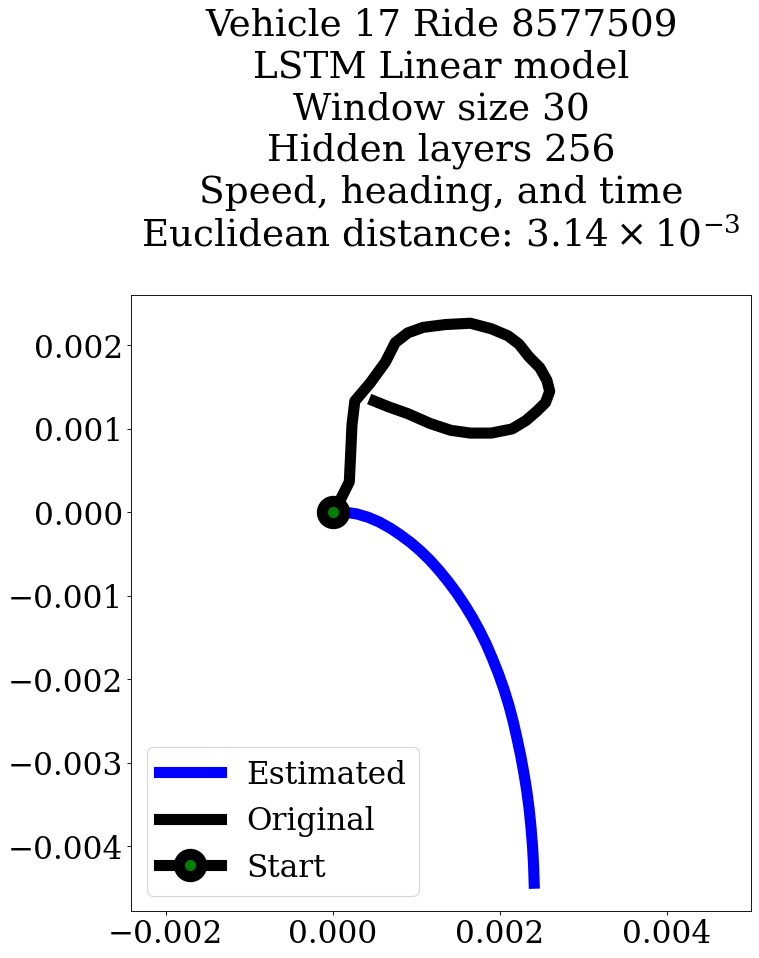 Vehicle 17 Ride 8577509
LSTM Linear model
Window size 30
Hidden layers 256
Speed, heading, and time
Euclidean distance: 3.14 × 10⁻³
0.002
0.001
0.000
−0.001
−0.002
−0.003
−0.004
Estimated
Original
Start
−0.002 0.000 0.002 0.004